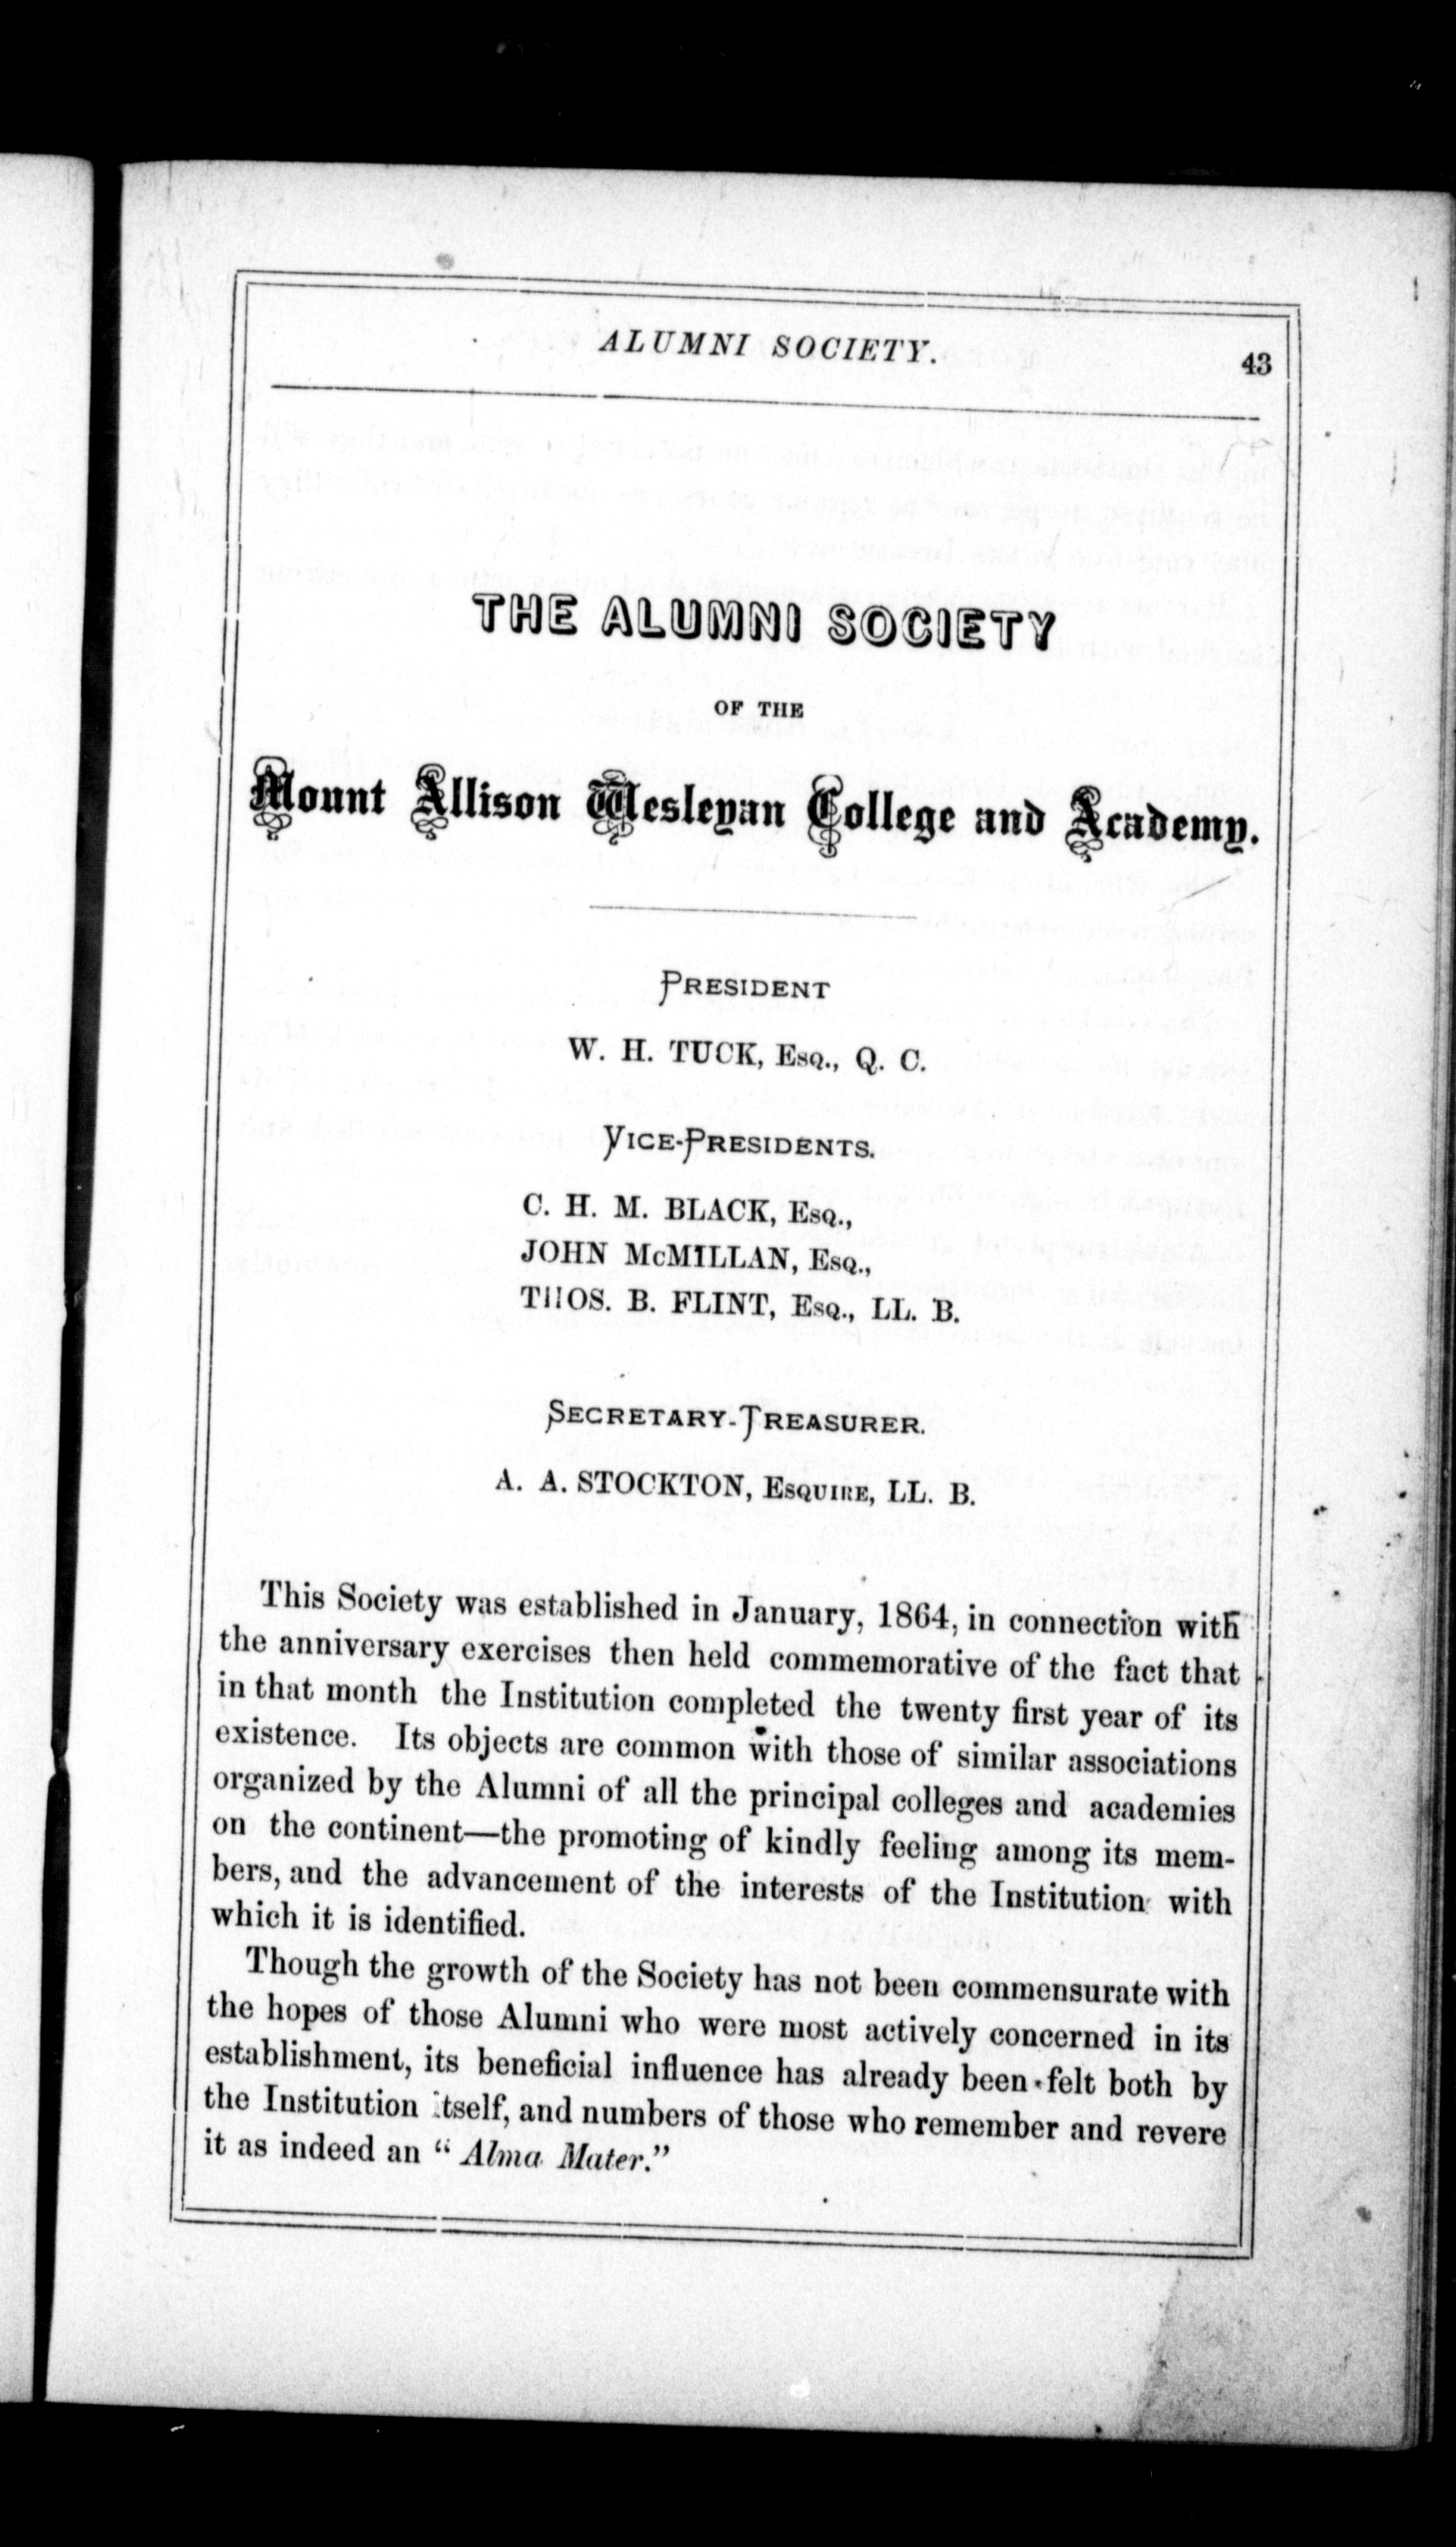 ALUMNI SOCIETY.
43
THE ALUMNI SOCIETY
OF THE
Mount Allison Wesleyan College and Academy.
PRESIDENT
W. H. TUCK, ESQ., Q. C.
VICE-PRESIDENTS.
C. H. M. BLACK, ESQ.,
JOHN McMILLAN, ESQ.,
THOS. B. FLINT, ESQ., LL. B.
SECRETARY-TREASURER.
A. A. STOCKTON, ESQUIRE, LL. B.
This Society was established in January, 1864, in connection with
the anniversary exercises then held commemorative of the fact that
in that month the Institution completed the twenty first year of its
existence. Its objects are common with those of similar associations
organized by the Alumni of all the principal colleges and academies
on the continent—the promoting of kindly feeling among its mem-
bers, and the advancement of the interests of the Institution with
which it is identified.
Though the growth of the Society has not been commensurate with
the hopes of those Alumni who were most actively concerned in its
establishment, its beneficial influence has already been felt both by
the Institution itself, and numbers of those who remember and revere
it as indeed an “ Alma Mater.”